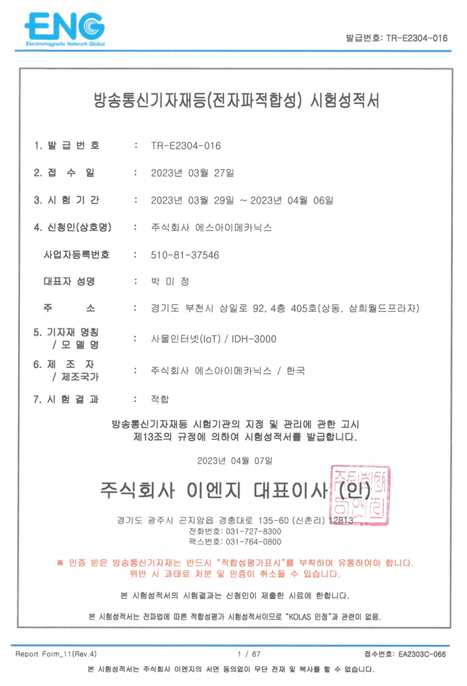 ENG
Electromagnetic Network Global
발급번호: TR-E2304-016
방송통신기자재등(전자파적합성) 시험성적서
1. 발 급 번 호 : TR-E2304-016
2. 접 수 일 : 2023년 03월 27일
3. 시 험 기 간 : 2023년 03월 29일 ~ 2023년 04월 06일
4. 신청인(상호명) : 주식회사 에스아이메카닉스
사업자등록번호 : 510-81-37546
대표자 성명 : 박 미 정
주 소 : 경기도 부천시 상일로 92, 4층 405호(상동, 삼희월드프라자)
5. 기자재 명칭
/ 모 델 명 : 사물인터넷(IoT) / IDH-3000
6. 제 조 자
/ 제조국가 : 주식회사 에스아이메카닉스 / 한국
7. 시 험 결 과 : 적합
방송통신기자재등 시험기관의 지정 및 관리에 관한 고시
제13조의 규정에 의하여 시험성적서를 발급합니다.
2023년 04월 07일
주식회사 이엔지 대표이사 (인)
경기도 광주시 곤지암읍 경충대로 135-60 (신촌리) 12813
전화번호: 031-727-8300
팩스번호: 031-764-0800
※ 인증 받은 방송통신기자재는 반드시 "적합성평가표시"를 부착하여 유통하여야 합니다.
위반 시 과태료 처분 및 인증이 취소될 수 있습니다.
본 시험성적서의 시험결과는 신청인이 제출한 시료에 한합니다.
본 시험성적서는 전파법에 따른 적합성평가 시험성적서이므로 "KOLAS 인정"과 관련이 없음.
Report Form_11(Rev.4)
1 / 67
접수번호: EA2303C-066
본 시험성적서는 주식회사 이엔지의 서면 동의없이 무단 전재 및 복사를 할 수 없습니다.